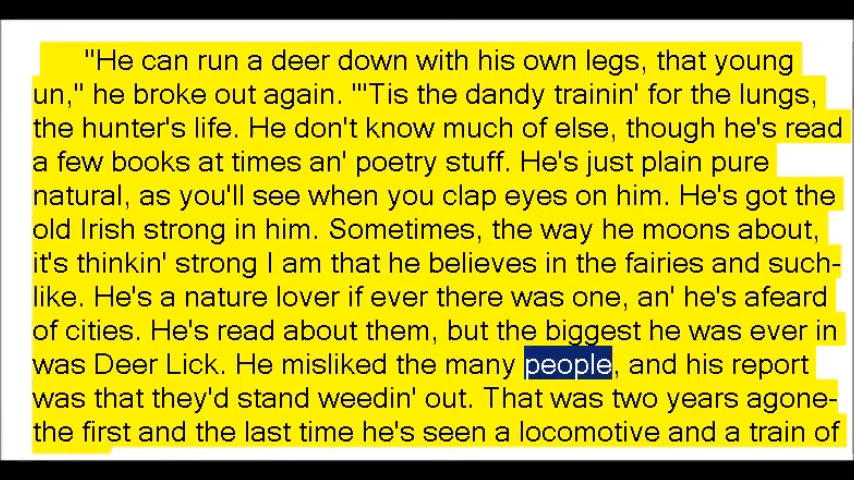 "He can run a deer down with his own legs, that young
un," he broke out again. "'Tis the dandy trainin' for the lungs,
the hunter's life. He don't know much of else, though he's read
a few books at times an' poetry stuff. He's just plain pure
natural, as you'll see when you clap eyes on him. He's got the
old Irish strong in him. Sometimes, the way he moons about,
it's thinkin' strong I am that he believes in the fairies and such-
like. He's a nature lover if ever there was one, an' he's afeard
of cities. He's read about them, but the biggest he was ever in
was Deer Lick. He misliked the many people, and his report
was that they'd stand weedin' out. That was two years agone-
the first and the last time he's seen a locomotive and a train of